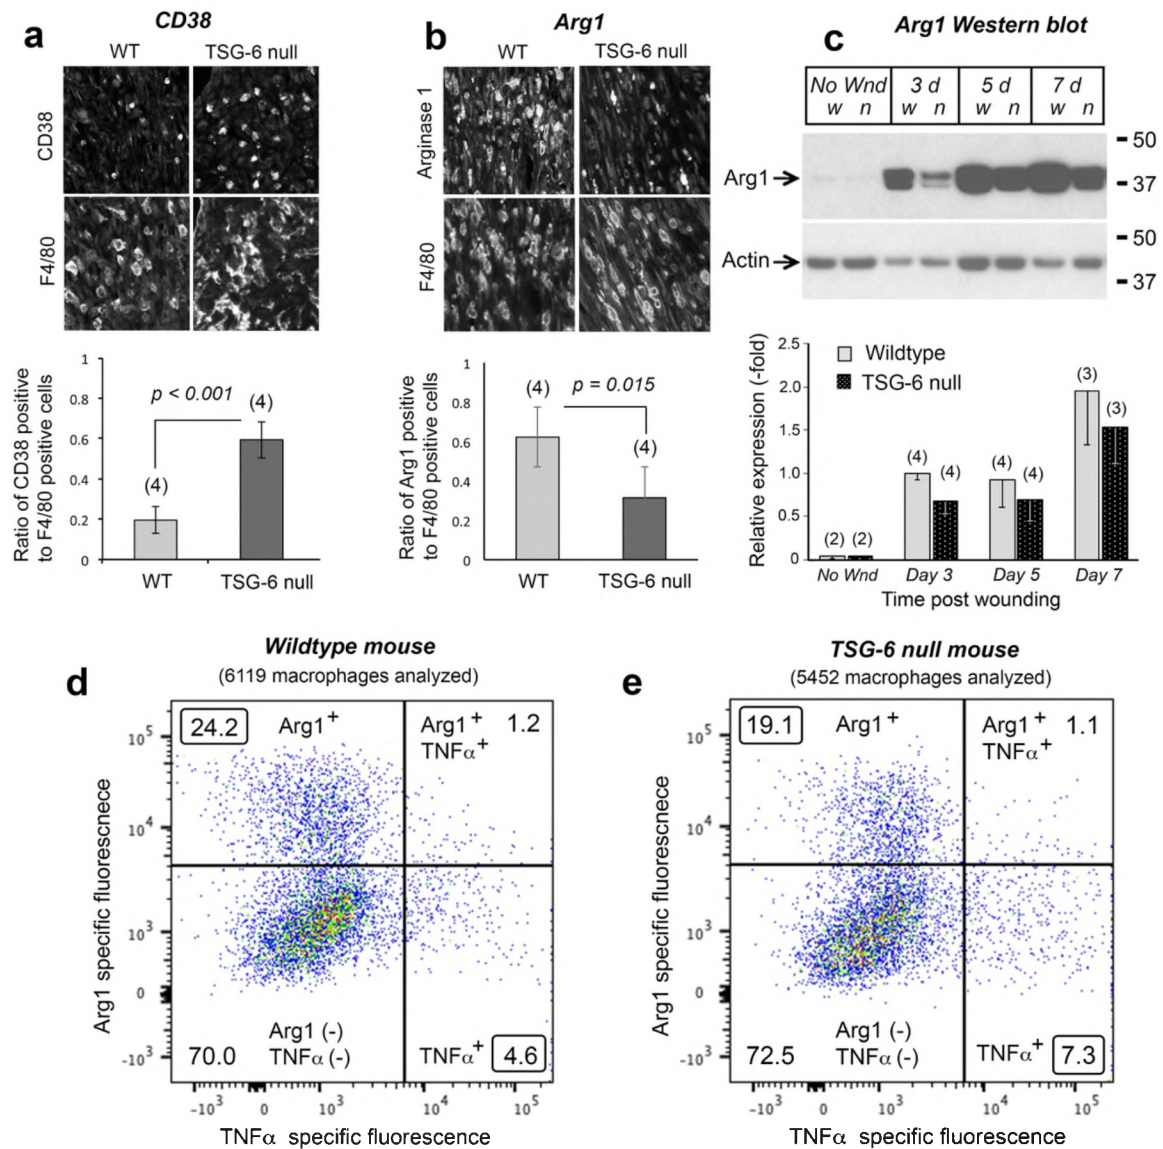 a
CD38
WT TSG-6 null
CD38
F4/80
Ratio of CD38 positive
to F4/80 positive cells
1
0.8
0.6
0.4
0.2
0
p < 0.001
(4)
(4)
WT TSG-6 null
b
Arg1
WT TSG-6 null
Arginase 1
F4/80
Ratio of Arg1 positive
to F4/80 positive cells
1
0.8
0.6
0.4
0.2
0
(4)
p = 0.015
(4)
WT TSG-6 null
c
Arg1 Western blot
No Wnd 3 d 5 d 7 d
w n w n w n w n
Arg1
50
37
Actin
50
37
Relative expression (-fold)
2.5
2.0
1.5
1.0
0.5
0
Wildtype
TSG-6 null
(2) (2)
(4) (4)
(4) (4)
(3) (3)
No Wnd Day 3 Day 5 Day 7
Time post wounding
d
Wildtype mouse
(6119 macrophages analyzed)
Arg1 specific fluorescnece
10⁵
10⁴
10³
0
-10³
24.2 Arg1⁺
Arg1⁺ 1.2
TNFα⁺
Arg1 (-)
70.0 TNFα (-)
TNFα⁺ 4.6
-10³ 0 10³ 10⁴ 10⁵
TNFα specific fluorescence
e
TSG-6 null mouse
(5452 macrophages analyzed)
Arg1 specific fluorescnece
10⁵
10⁴
10³
0
-10³
19.1 Arg1⁺
Arg1⁺ 1.1
TNFα⁺
Arg1 (-)
72.5 TNFα (-)
TNFα⁺ 7.3
-10³ 0 10³ 10⁴ 10⁵
TNFα specific fluorescence